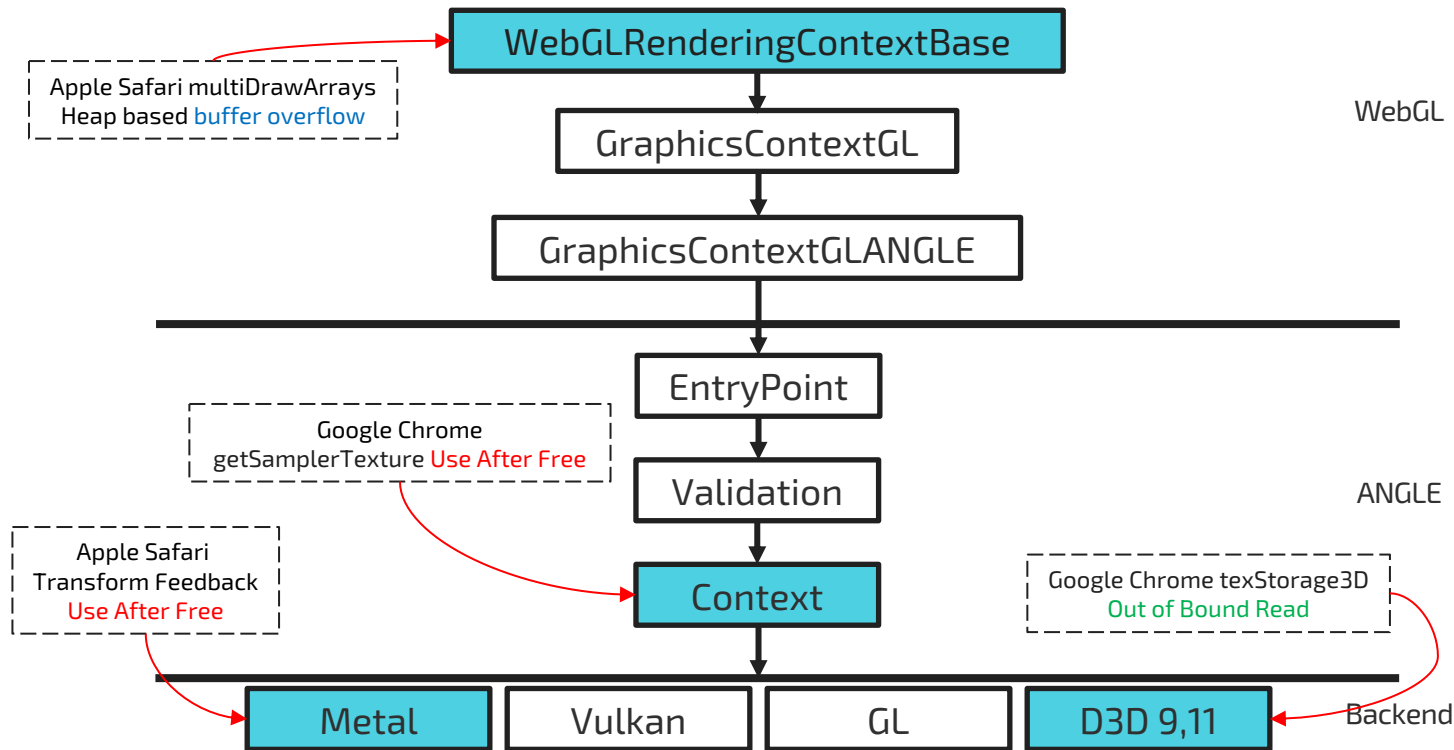 WebGLRenderingContextBase
Apple Safari multiDrawArrays
Heap based buffer overflow
WebGL
GraphicsContextGL
GraphicsContextGLANGLE
EntryPoint
Google Chrome
getSamplerTexture Use After Free
Validation
ANGLE
Apple Safari
Transform Feedback
Use After Free
Context
Google Chrome texStorage3D
Out of Bound Read
Metal
Vulkan
GL
D3D 9,11
Backend